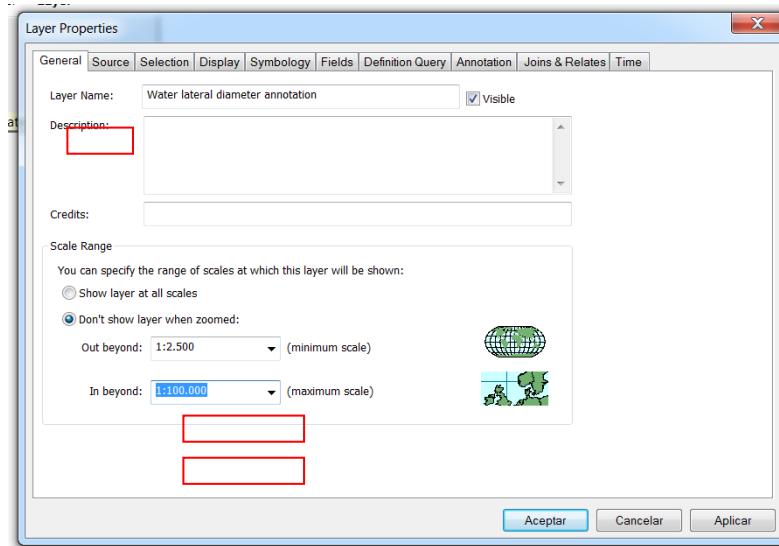 Layer Properties
General Source Selection Display Symbology Fields Definition Query Annotation Joins & Relates Time
Layer Name: Water lateral diameter annotation Visible
at
Description:
Credits:
Scale Range
You can specify the range of scales at which this layer will be shown:
Show layer at all scales
Don't show layer when zoomed:
Out beyond: 1:2.500 (minimum scale)
In beyond: 1:100.000 (maximum scale)
Aceptar Cancelar Aplicar